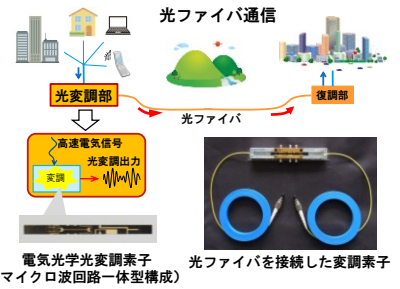 光ファイバ通信
光変調部
復調部
光ファイバ
高速電気信号
光変調出力
変調
電気光学光変調素子
マイクロ波回路一体型構成）
光ファイバを接続した変調素子